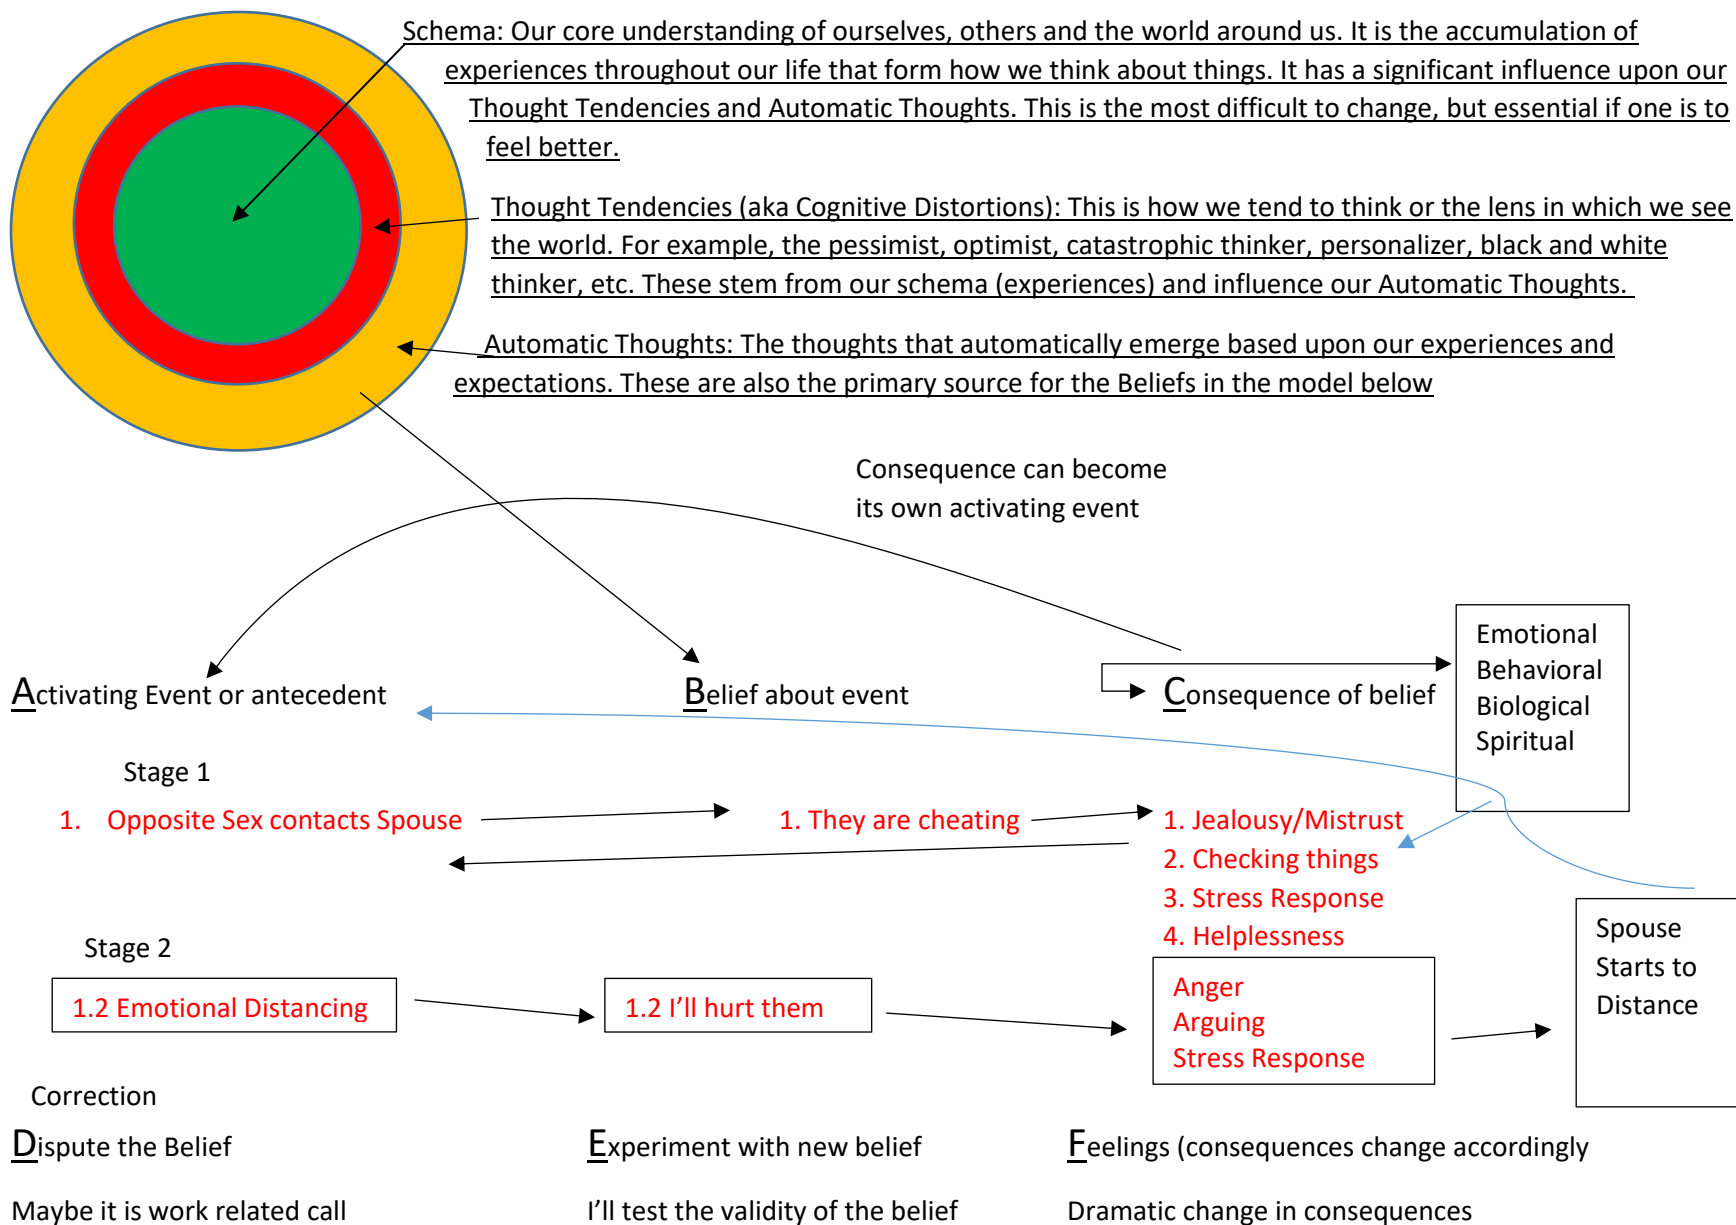 Schema: Our core understanding of ourselves, others and the world around us. It is the accumulation of
experiences throughout our life that form how we think about things. It has a significant influence upon our
Thought Tendencies and Automatic Thoughts. This is the most difficult to change, but essential if one is to
feel better.
Thought Tendencies (aka Cognitive Distortions): This is how we tend to think or the lens in which we see
the world. For example, the pessimist, optimist, catastrophic thinker, personalizer, black and white
thinker, etc. These stem from our schema (experiences) and influence our Automatic Thoughts.
Automatic Thoughts: The thoughts that automatically emerge based upon our experiences and
expectations. These are also the primary source for the Beliefs in the model below
Consequence can become
its own activating event
Emotional
Behavioral
Biological
Spiritual
Activating Event or antecedent
Belief about event
Consequence of belief
Stage 1
1. Opposite Sex contacts Spouse
1. They are cheating
1. Jealousy/Mistrust
2. Checking things
3. Stress Response
4. Helplessness
Stage 2
1.2 Emotional Distancing
1.2 I'll hurt them
Anger
Arguing
Stress Response
Spouse
Starts to
Distance
Correction
Dispute the Belief
Experiment with new belief
Feelings (consequences change accordingly
Maybe it is work related call
I'll test the validity of the belief
Dramatic change in consequences